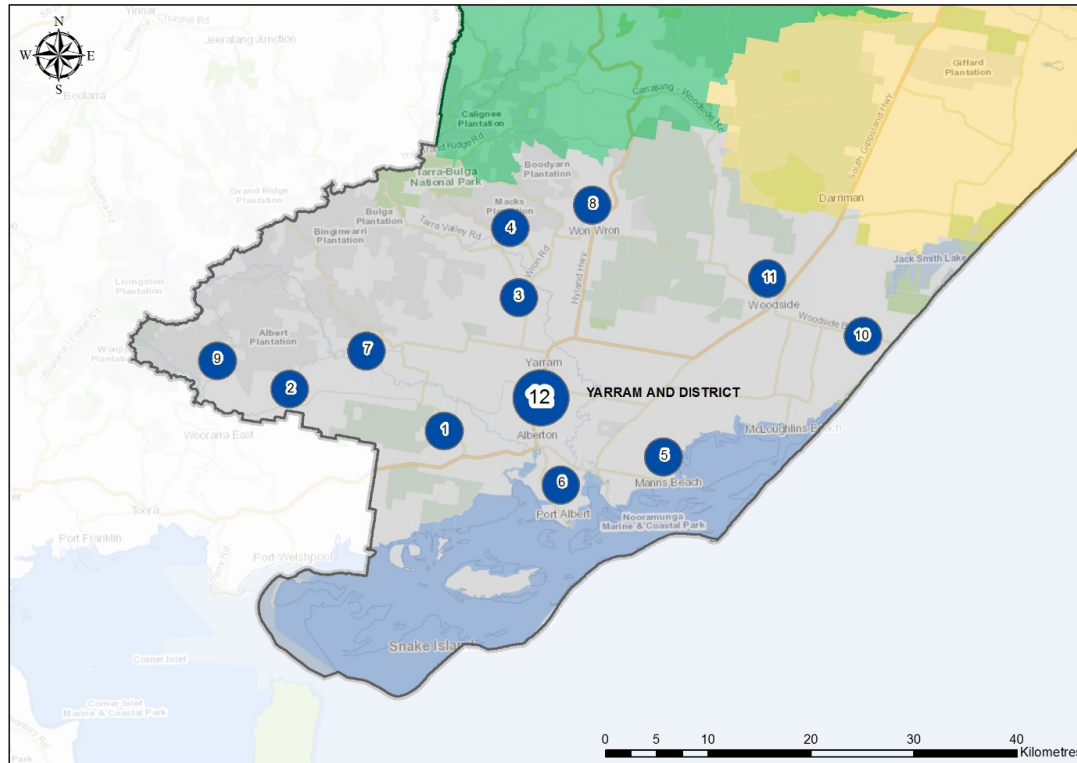 Yinnar
Jeeralang Junction
Boolarra
N
W
E
S
Giffard
Plantation
Carrajung - Woodside Rd
South Gippsland Hwy
Calignee
Plantation
Grand Ridge Rd
Boodyarn
Plantation
Tarra-Bulga
National Park
Grand Ridge
Plantation
Macks
Plantation
Darriman
8
Bulga
Plantation
Tarra Valley Rd
4
Won Wron
Binginwarri
Plantation
Wron Rd
Hyland Hwy
Jack Smith Lake
Livingston
Plantation
11
3
Woodside
Albert
Plantation
7
10
9
Yarram
2
12
YARRAM AND DISTRICT
Woorarra East
1
Alberton
McLoughlins Beach
5
Manns Beach
6
Toora
Port Albert
Nooramunga
Marine & Coastal Park
Port Franklin
Port Welshpool
Snake Island
Corner Inlet
Corner Inlet
Marine & Coastal Park
Park
0 5 10 20 30 40
Kilometres